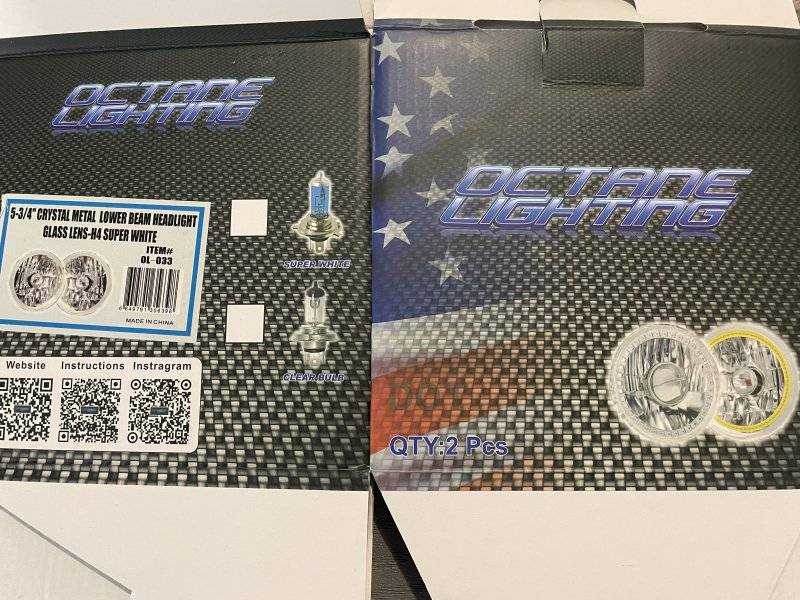 OCTANE
LIGHTING
5-3/4" CRYSTAL METAL LOWER BEAM HEADLIGHT
GLASS LENS-H4 SUPER WHITE
ITEM#
OL-033
MADE IN CHINA
SUPER WHITE
CLEAR BULB
Website Instructions Instragram
OCTANE
LIGHTING
DOT
QTY:2 Pcs